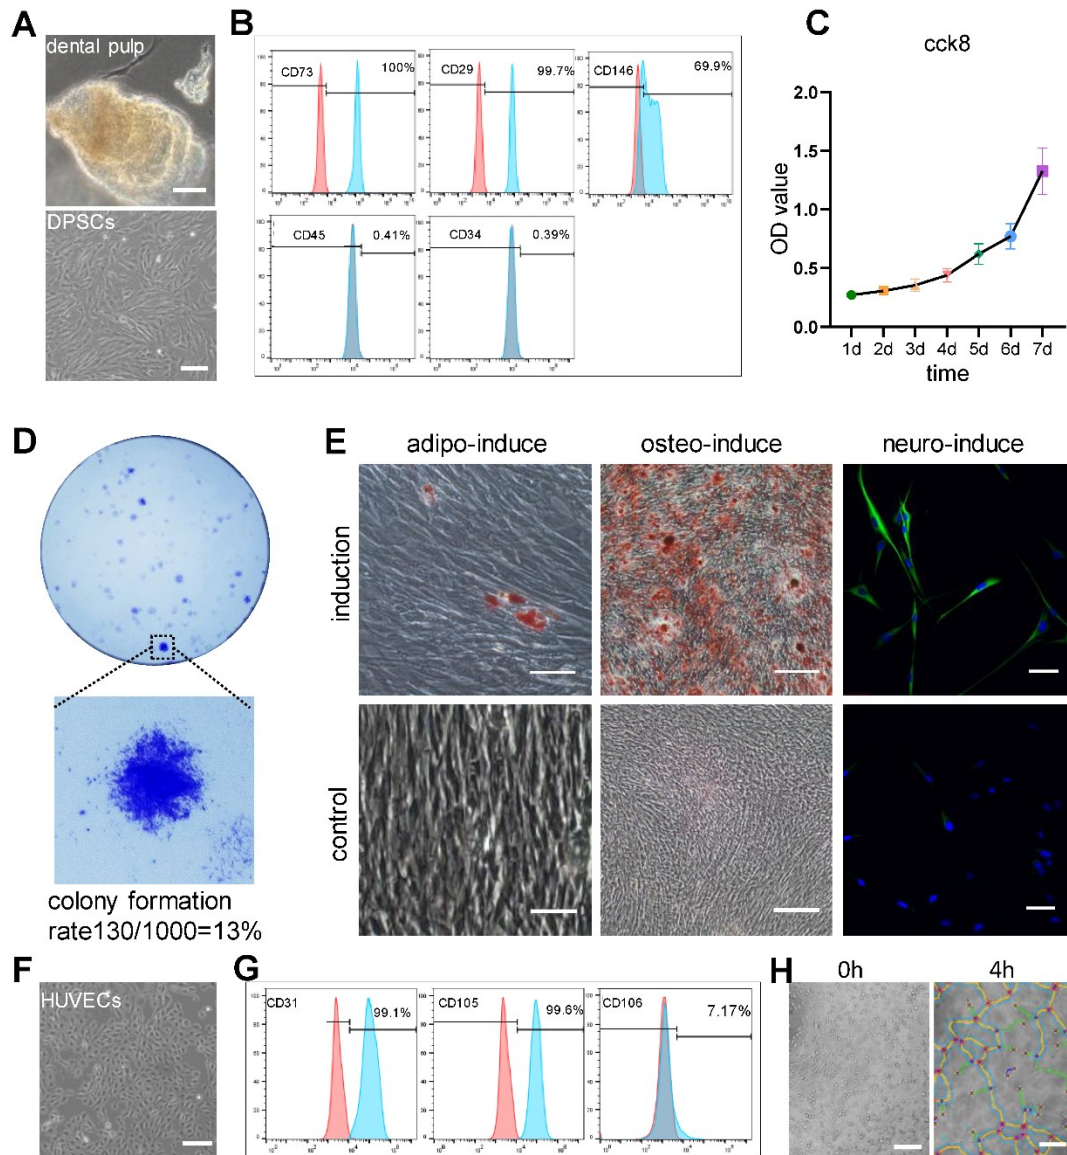 A
dental pulp
DPSCs
B
CD73
100%
CD29
99.7%
CD146
69.9%
CD45
0.41%
CD34
0.39%
C
cck8
OD value
2.0
1.5
1.0
0.5
0.0
1d 2d 3d 4d 5d 6d 7d
time
D
colony formation
rate130/1000=13%
E
adipo-induce osteo-induce neuro-induce
induction
control
F
HUVECs
G
CD31
99.1%
CD105
99.6%
CD106
7.17%
H
0h 4h